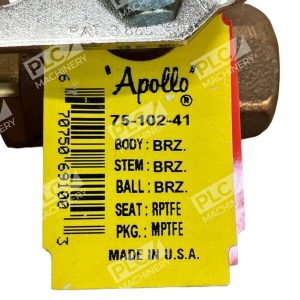 "Apollo"®
75-102-41
BODY: BRZ.
STEM: BRZ.
BALL: BRZ.
SEAT: RPTFE
PKG.: MPTFE
MADE IN U.S.A.
6 70750 69100 3
PLC MACHINERY